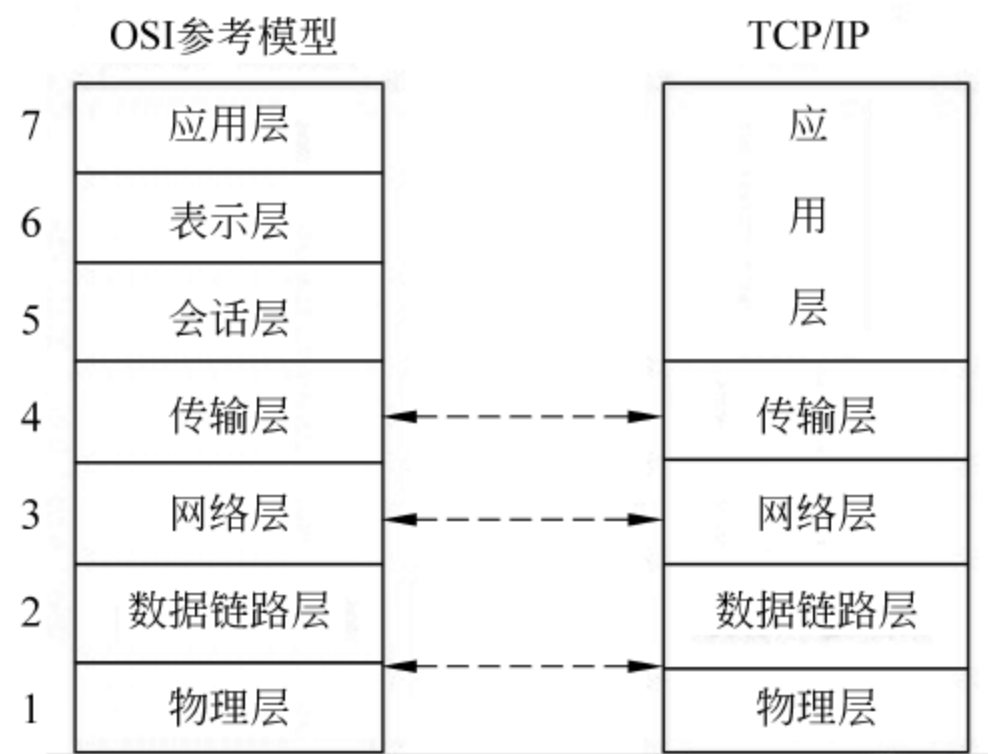 OSI参考模型 TCP/IP
7 应用层 应
6 表示层 用
5 会话层 层
4 传输层 传输层
3 网络层 网络层
2 数据链路层 数据链路层
1 物理层 物理层